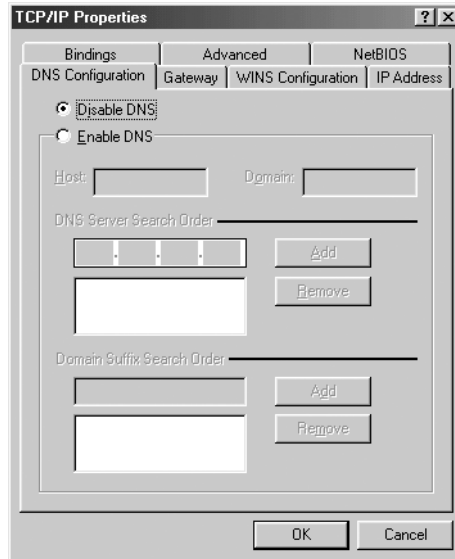 TCP/IP Properties
Bindings Advanced NetBIOS
DNS Configuration Gateway WINS Configuration IP Address
Disable DNS
Enable DNS
Host: Domain:
DNS Server Search Order
. . . Add
Remove
Domain Suffix Search Order
Add
Remove
OK Cancel